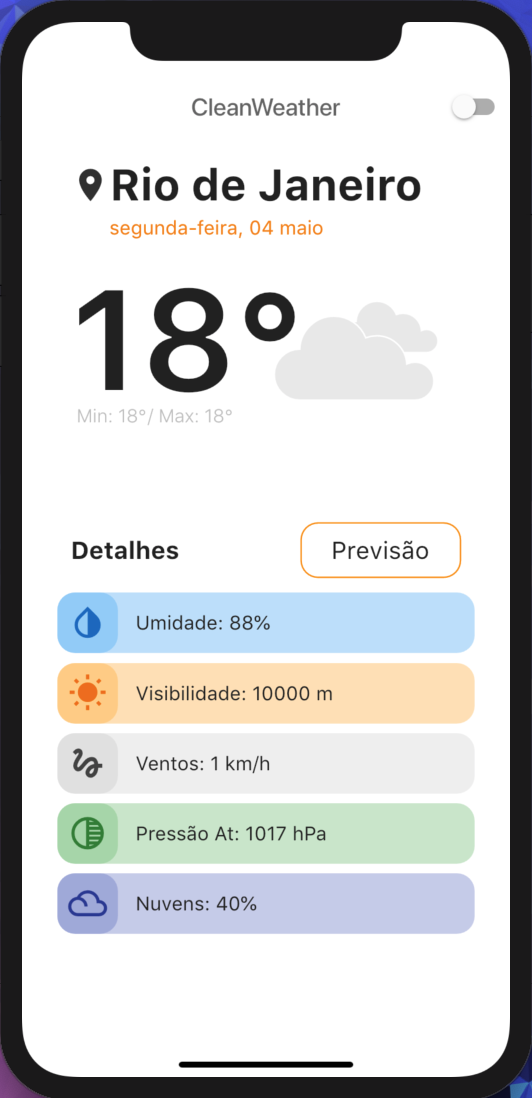 CleanWeather
Rio de Janeiro
segunda-feira, 04 maio
18°
Min: 18°/ Max: 18°
Detalhes
Previsão
Umidade: 88%
Visibilidade: 10000 m
Ventos: 1 km/h
Pressão At: 1017 hPa
Nuvens: 40%